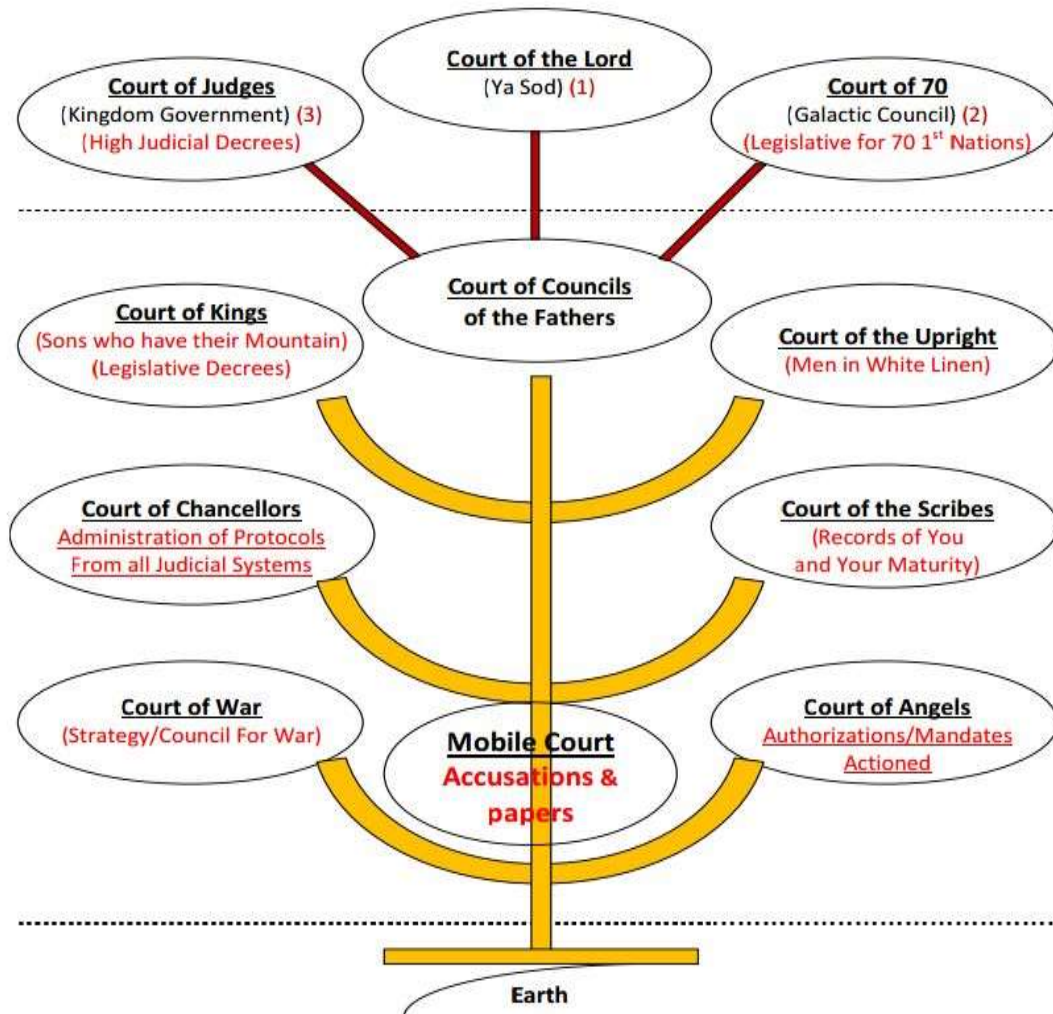 Court of the Lord
(Ya Sod) (1)
Court of Judges
(Kingdom Government) (3)
(High Judicial Decrees)
Court of 70
(Galactic Council) (2)
(Legislative for 70 1st Nations)
Court of Councils
of the Fathers
Court of Kings
(Sons who have their Mountain)
(Legislative Decrees)
Court of the Upright
(Men in White Linen)
Court of Chancellors
Administration of Protocols
From all Judicial Systems
Court of the Scribes
(Records of You
and Your Maturity)
Court of War
(Strategy/Council For War)
Mobile Court
Accusations &
papers
Court of Angels
Authorizations/Mandates
Actioned
Earth